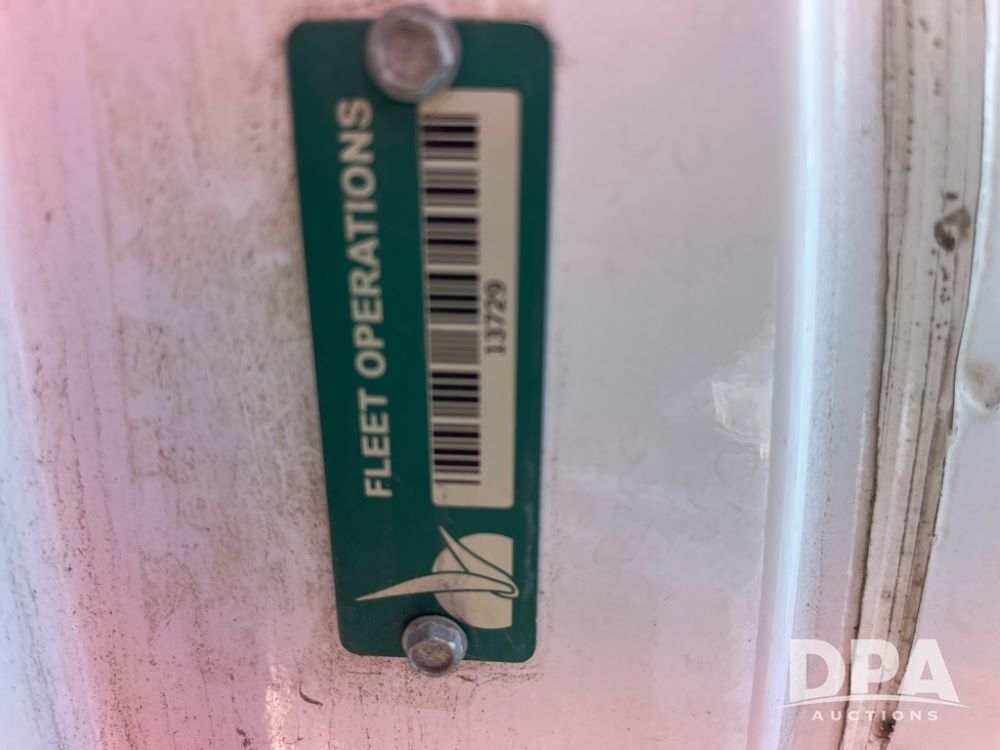 FLEET OPERATIONS
13729
DPA
AUCTIONS